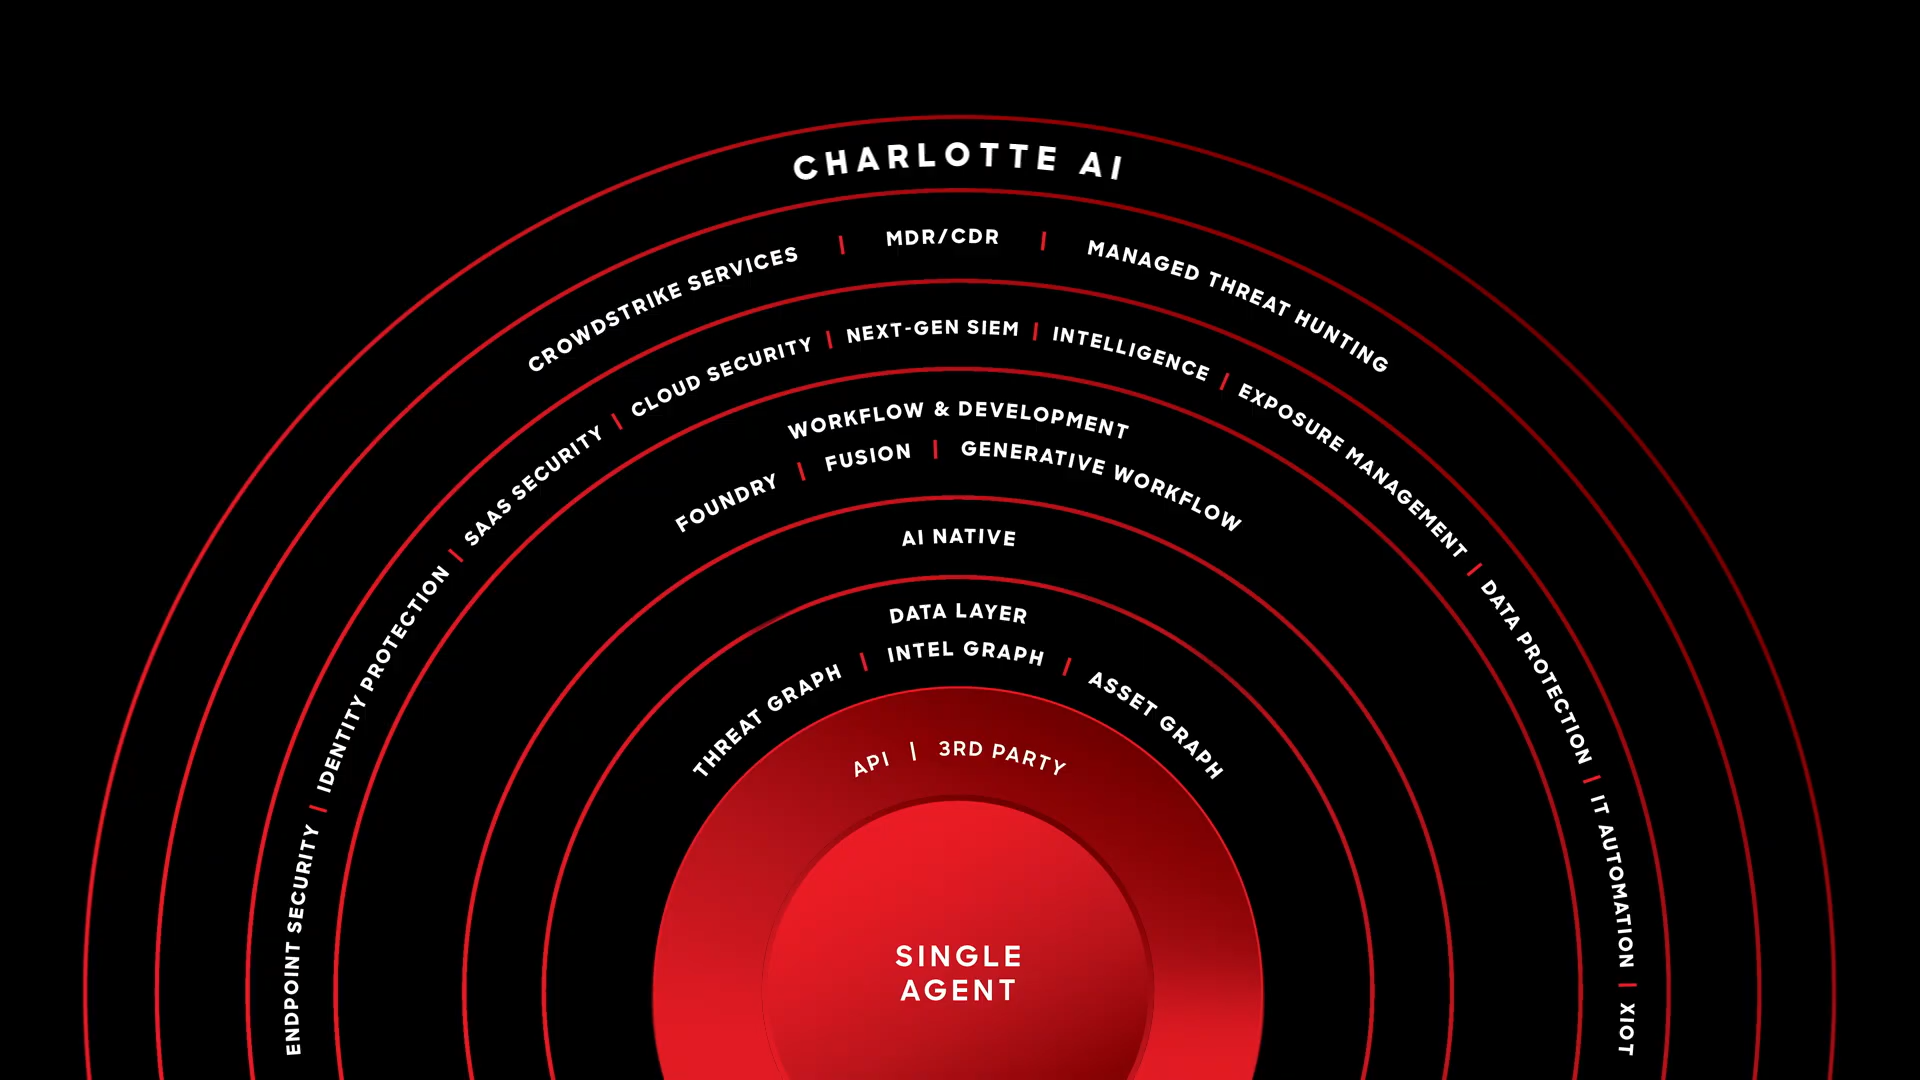 CHARLOTTE AI
CROWDSTRIKE SERVICES | MDR/CDR | MANAGED THREAT HUNTING
ENDPOINT SECURITY | IDENTITY PROTECTION | SAAS SECURITY | CLOUD SECURITY | NEXT-GEN SIEM | INTELLIGENCE | EXPOSURE MANAGEMENT | DATA PROTECTION | IT AUTOMATION | XIOT
WORKFLOW & DEVELOPMENT
FOUNDRY | FUSION | GENERATIVE WORKFLOW
AI NATIVE
DATA LAYER
THREAT GRAPH | INTEL GRAPH | ASSET GRAPH
API | 3RD PARTY
SINGLE
AGENT